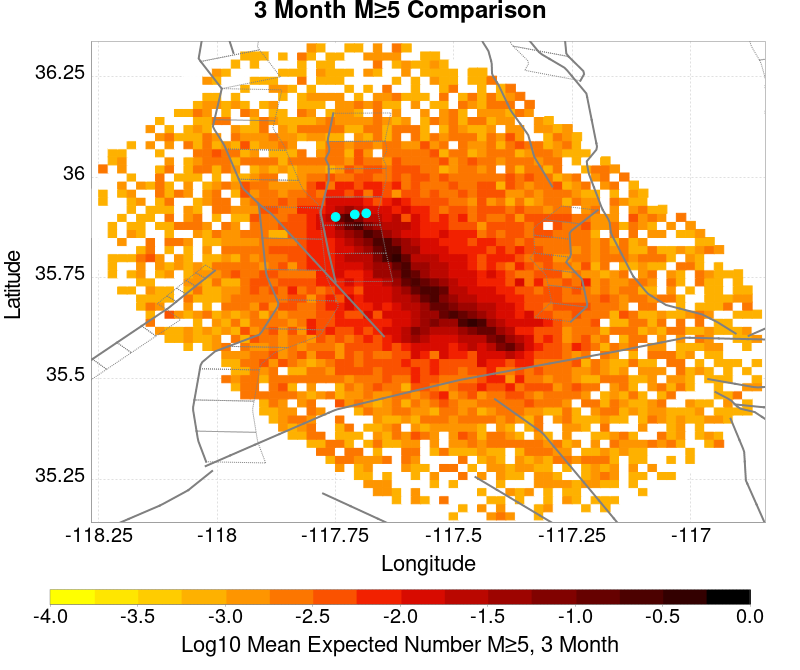 3 Month M≥5 Comparison
36.25
36
35.75
35.5
35.25
Latitude
-118.25 -118 -117.75 -117.5 -117.25 -117
Longitude
-4.0 -3.5 -3.0 -2.5 -2.0 -1.5 -1.0 -0.5 0.0
Log10 Mean Expected Number M≥5, 3 Month